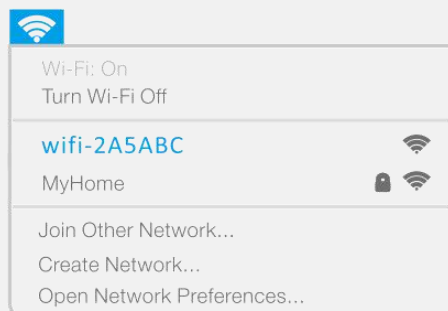 Wi-Fi: On
Turn Wi-Fi Off
wifi-2A5ABC
MyHome
Join Other Network...
Create Network...
Open Network Preferences...